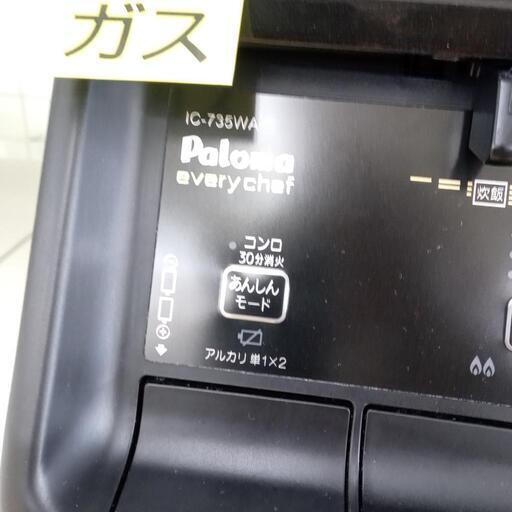 ガス
IC-735WA
Paloma
everychef
炊飯
コンロ
30分消火
あんしん
モード
アルカリ 単1×2